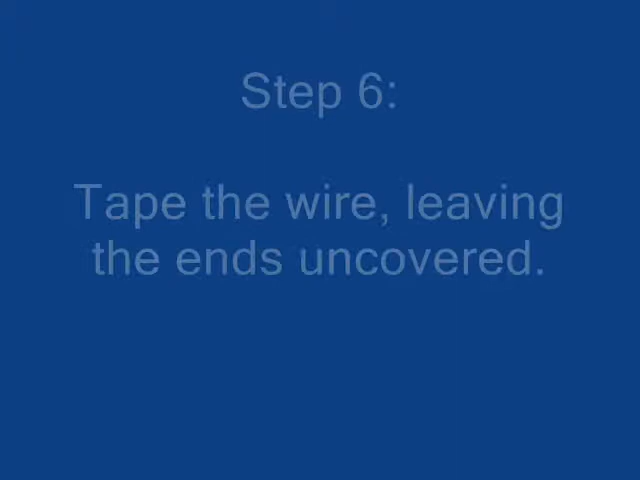 Step 6:
Tape the wire, leaving
the ends uncovered.